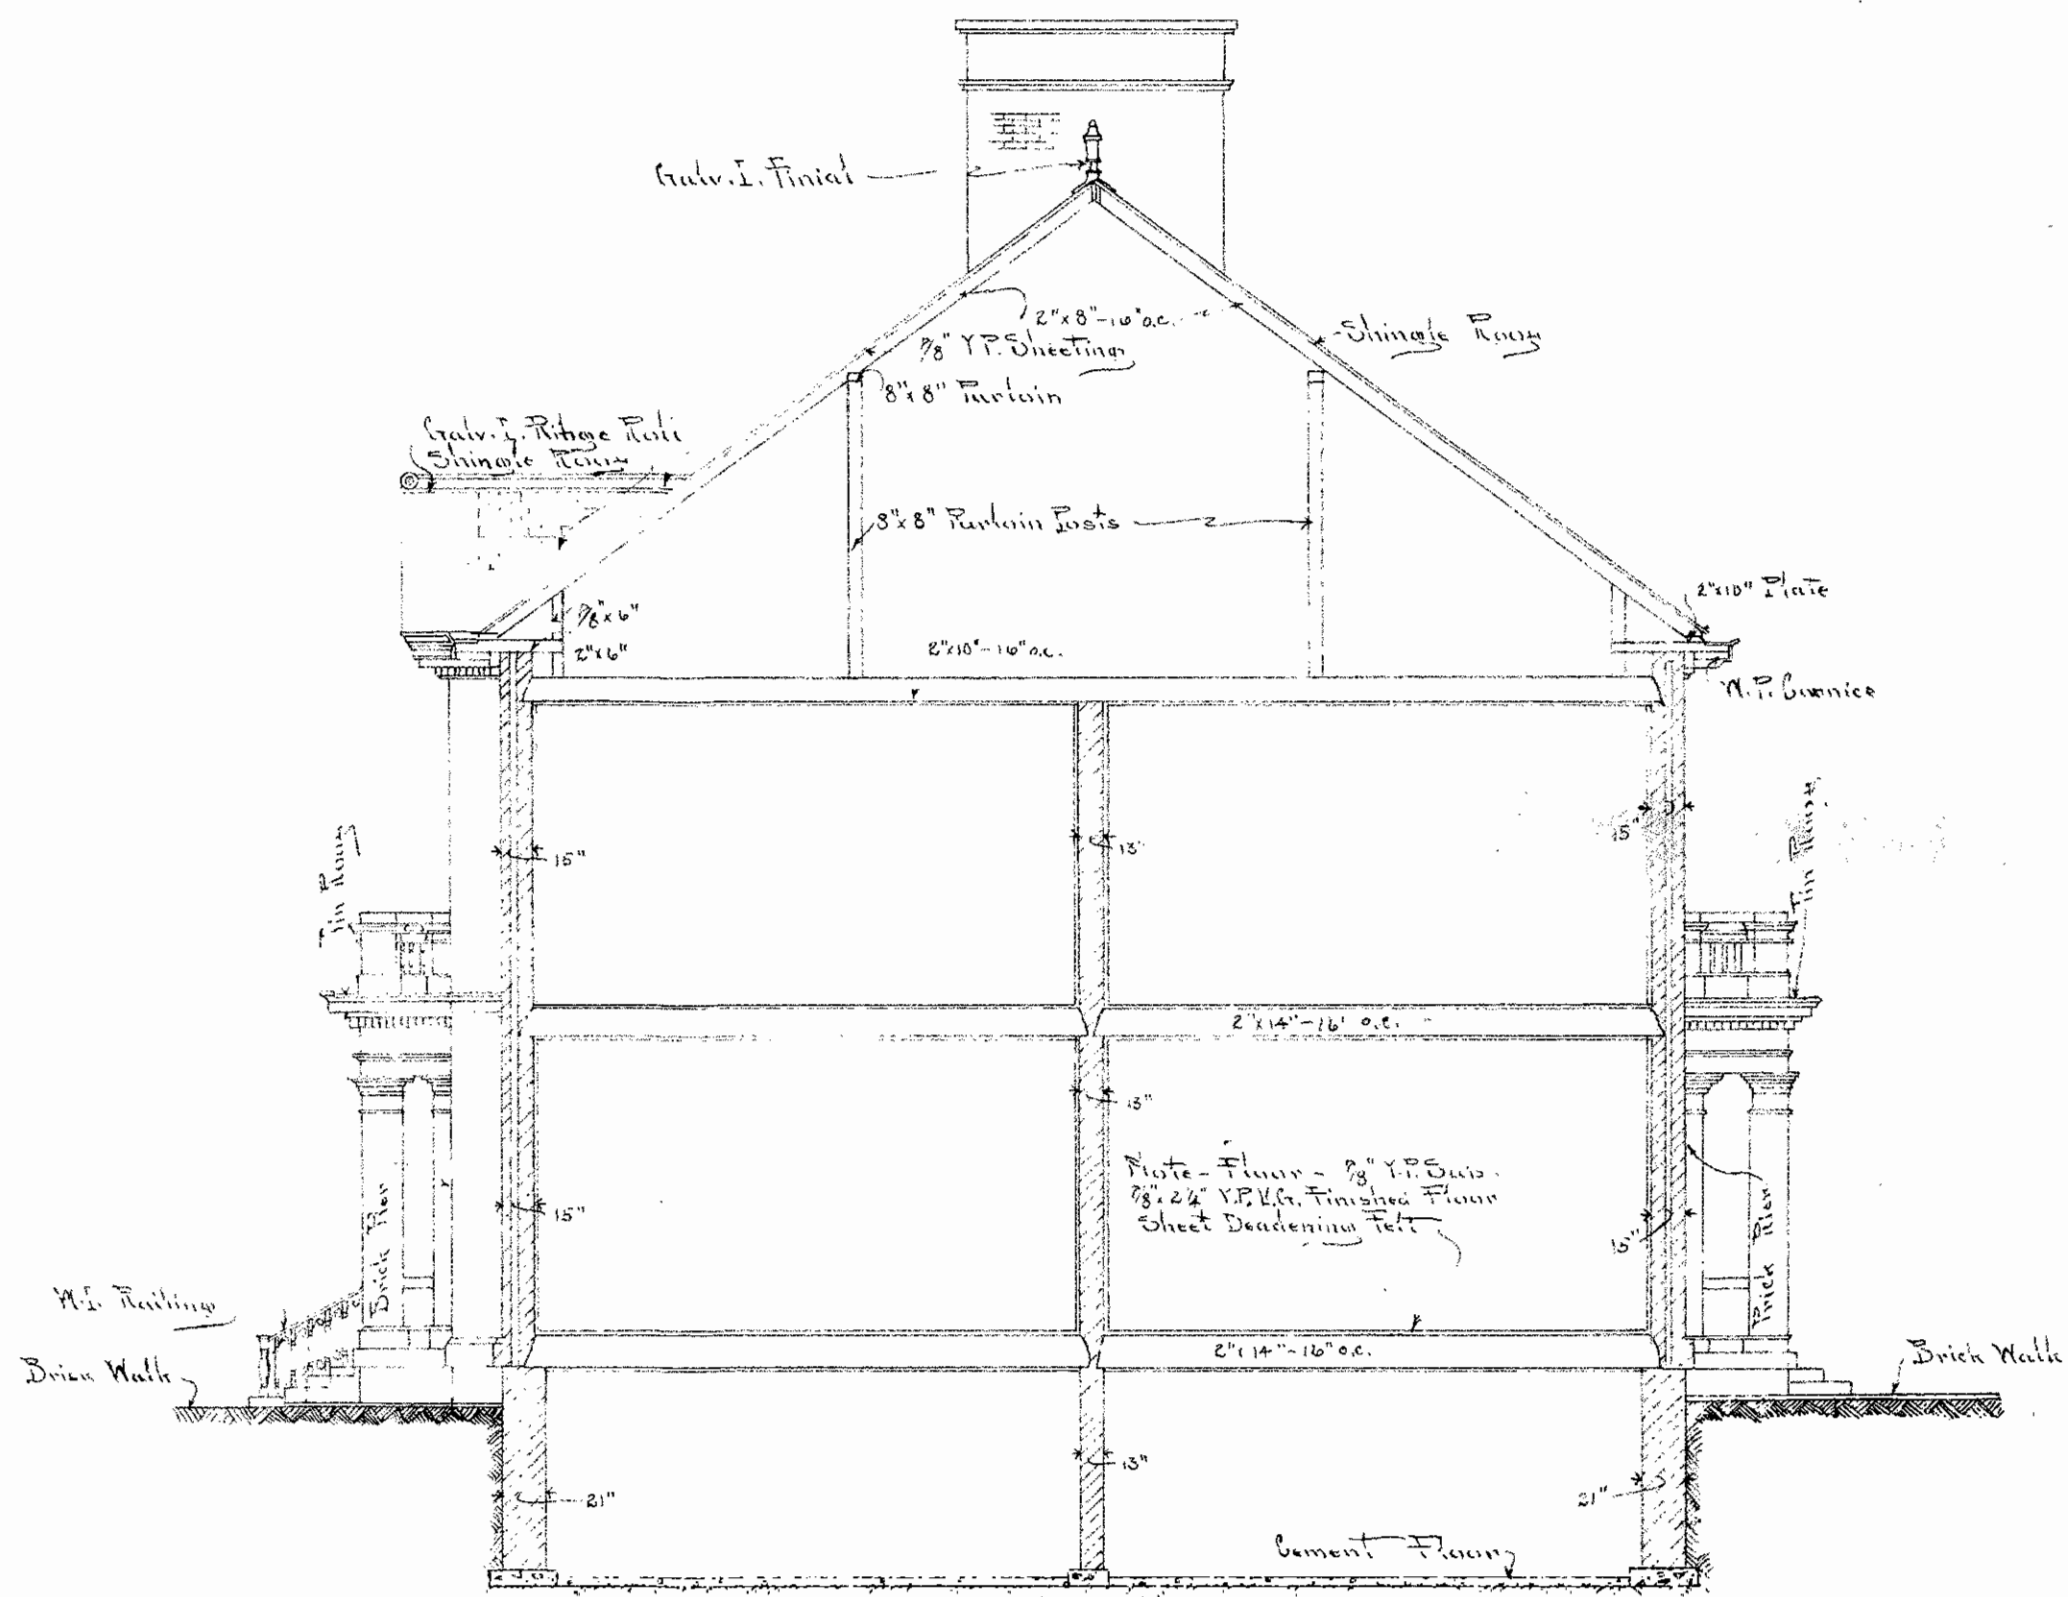 Galv. I. Finial
2"x8"-16"o.c.
7/8" Y.P. Sheeting
Shingle Roof
8"x8" Purloin
Galv. I. Ridge Roll
Shingle Roof
8"x8" Purloin Posts
2"x10" Plate
7/8"x6"
2"x6"
2"x10"-16"o.c.
W.P. Cornice
Tin Roof
15"
13"
15"
Tin Roof
2"x14"-16" o.c.
13"
Note - Floor - 7/8" Y.P. Sub.
7/8"x2¼" Y.P.V.G. Finished Floor
Sheet Deadening Felt
15"
15"
Brick Pier
Brick Pier
W.I. Railing
Brick Walk
2"x14"-16"o.c.
Brick Walk
13"
21"
21"
Cement Floor